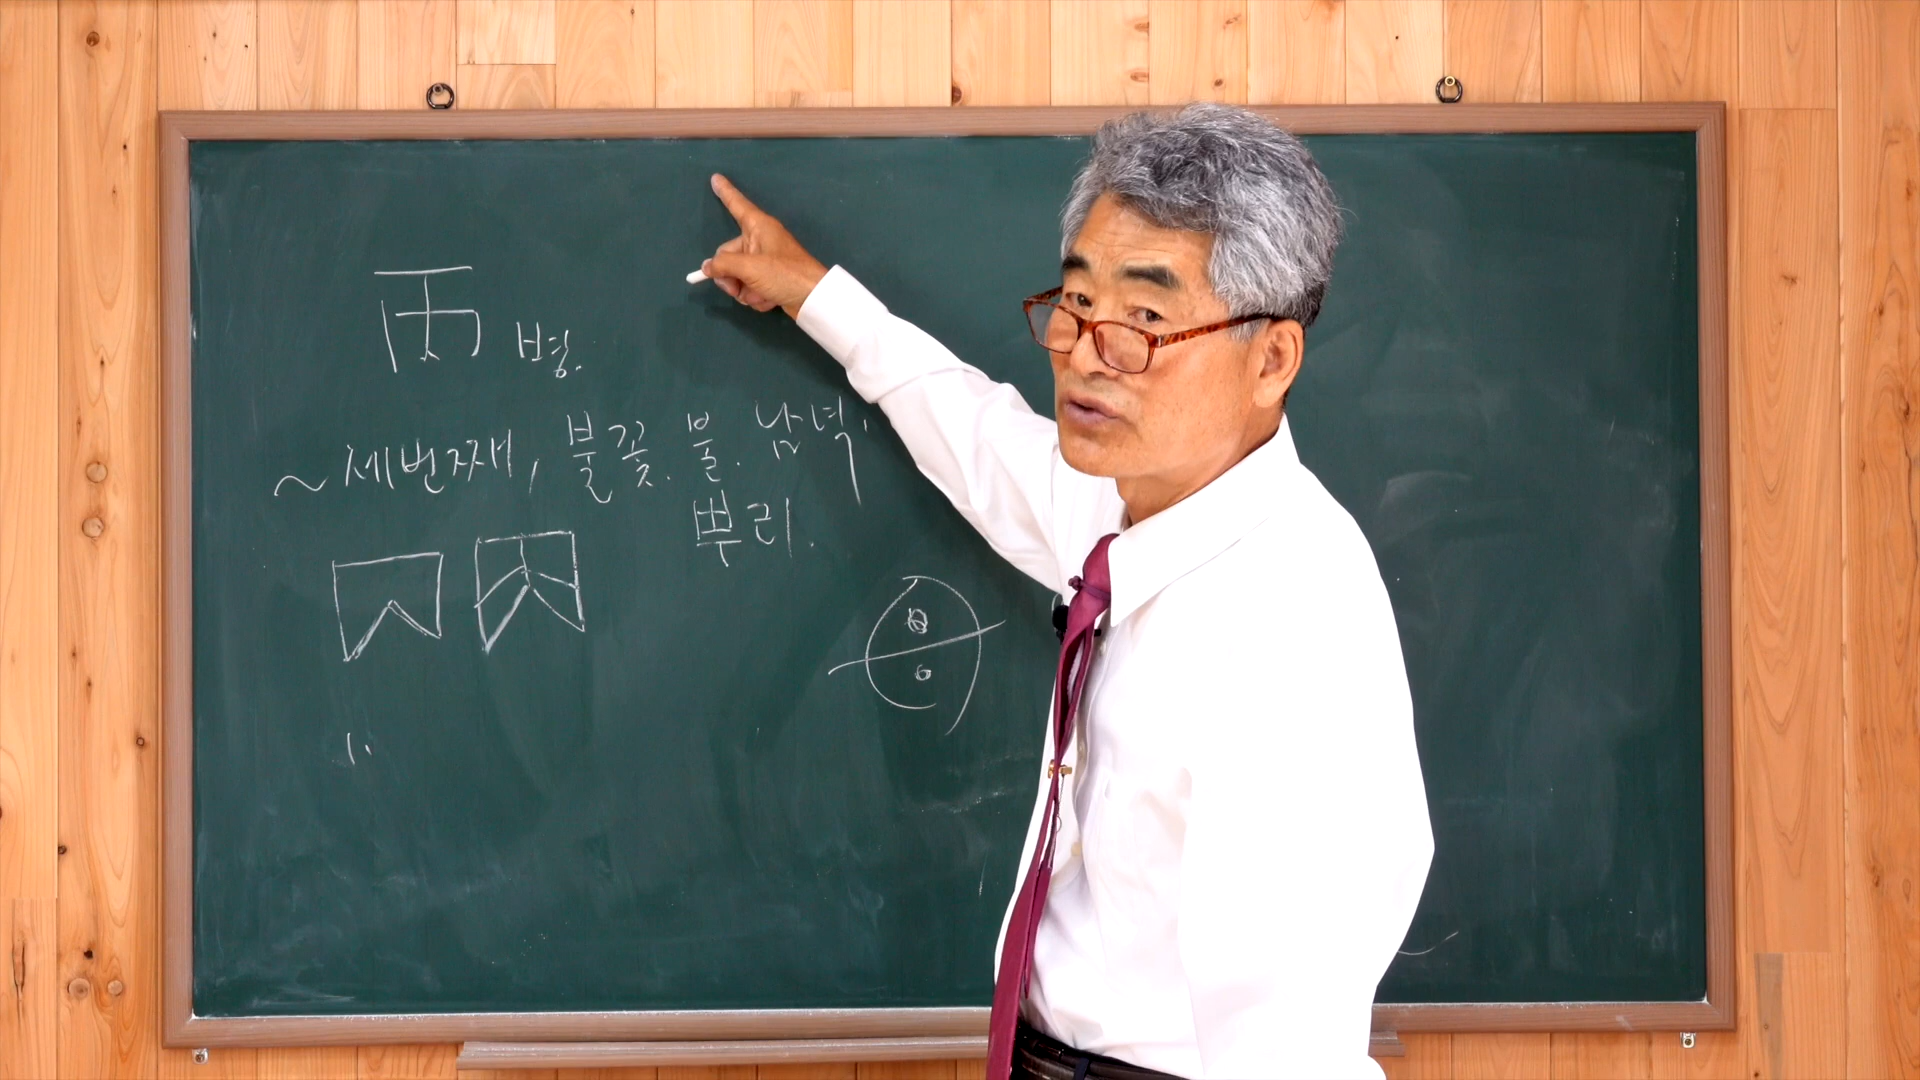 丙 병.
~ 세번째, 불꽃. 불. 남녘.
뿌리.